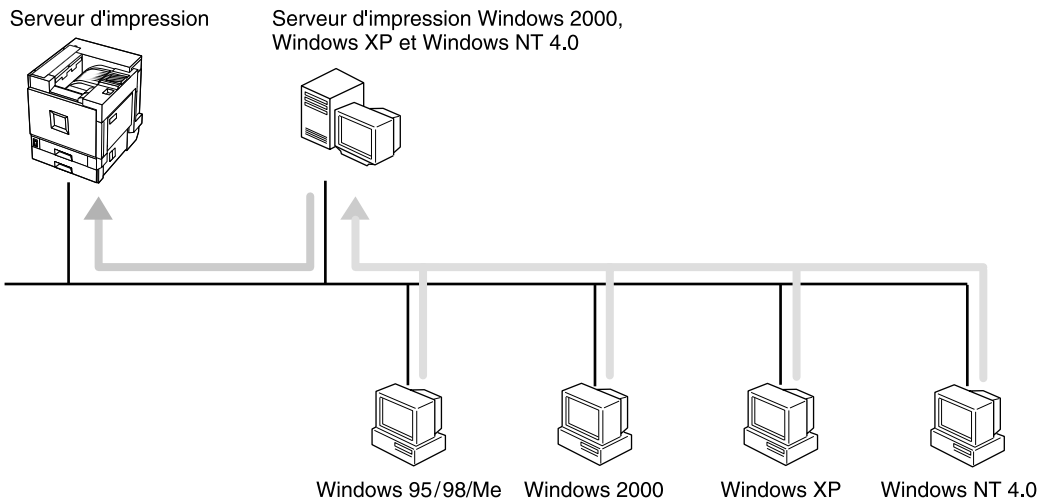 Serveur d'impression
Serveur d'impression Windows 2000,
Windows XP et Windows NT 4.0
Windows 95/98/Me
Windows 2000
Windows XP
Windows NT 4.0